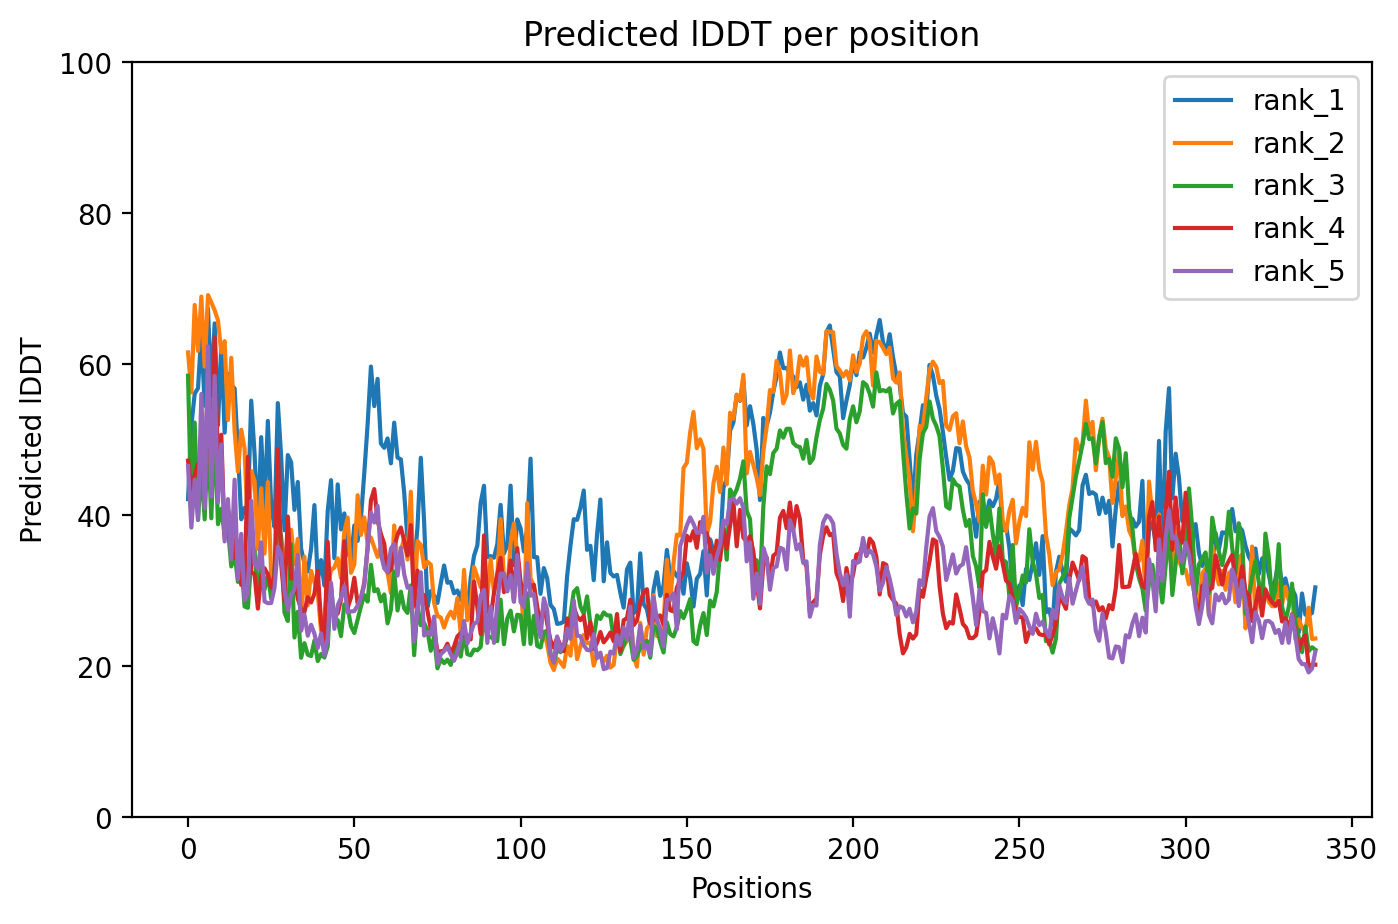 Predicted lDDT per position
100
80
60
40
20
0
Predicted lDDT
0 50 100 150 200 250 300 350
Positions
rank_1
rank_2
rank_3
rank_4
rank_5